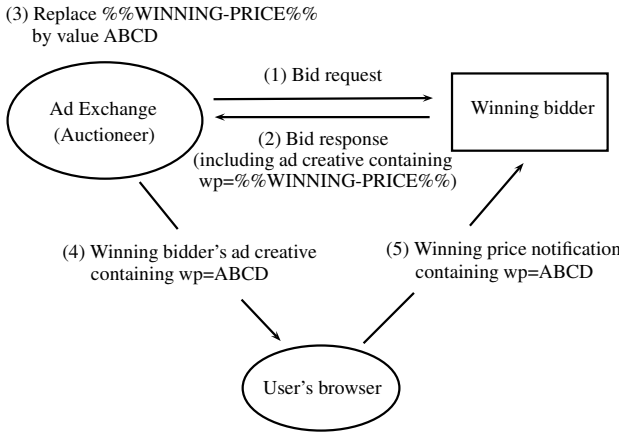 (3) Replace %%WINNING-PRICE%%
by value ABCD
(1) Bid request
Ad Exchange
(Auctioneer)
Winning bidder
(2) Bid response
(including ad creative containing
wp=%%WINNING-PRICE%%)
(4) Winning bidder's ad creative
containing wp=ABCD
(5) Winning price notification
containing wp=ABCD
User's browser